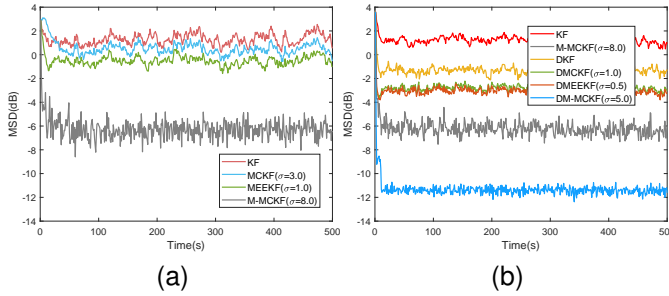 4
2
0
-2
-4
-6
-8
-10
-12
-14
MSD(dB)
0 100 200 300 400 500
Time(s)
KF
MCKF(σ=3.0)
MEEKF(σ=1.0)
M-MCKF(σ=8.0)
(a)
4
2
0
-2
-4
-6
-8
-10
-12
-14
MSD(dB)
0 100 200 300 400 500
Time(s)
KF
M-MCKF(σ=8.0)
DKF
DMCKF(σ=1.0)
DMEEKF(σ=0.5)
DM-MCKF(σ=5.0)
(b)